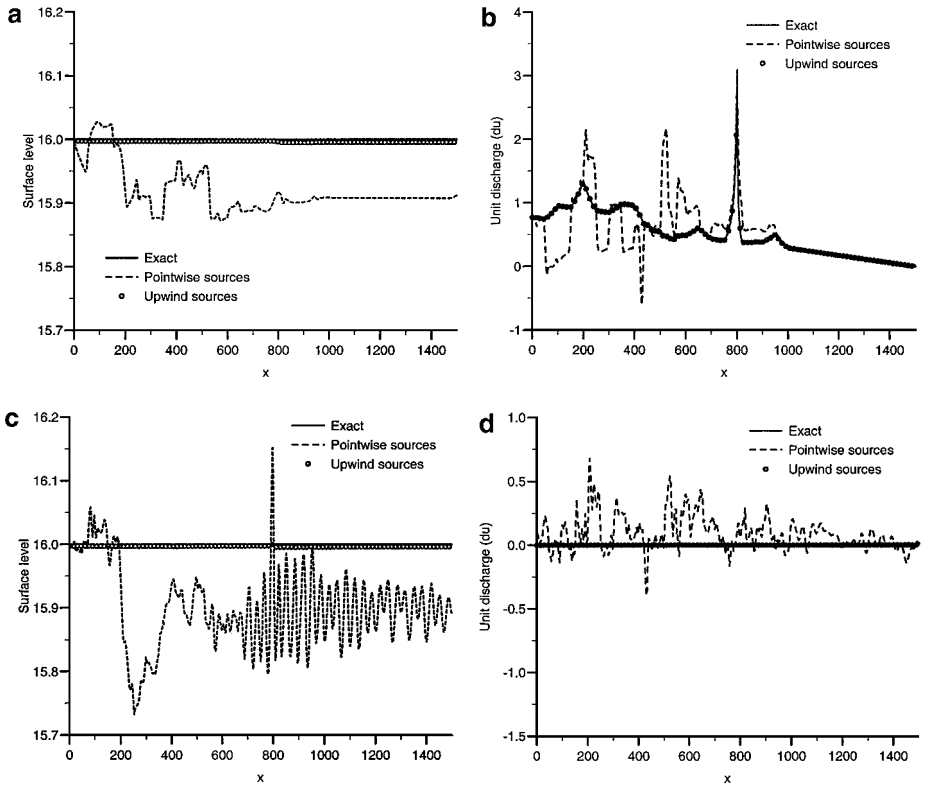 a
16.2
16.1
16.0
15.9
15.8
15.7
Surface level
Exact
Pointwise sources
Upwind sources
0 200 400 600 800 1000 1200 1400
x
b
4
3
2
1
0
-1
Unit discharge (du)
Exact
Pointwise sources
Upwind sources
0 200 400 600 800 1000 1200 1400
x
c
16.2
16.1
16.0
15.9
15.8
15.7
Surface level
Exact
Pointwise sources
Upwind sources
0 200 400 600 800 1000 1200 1400
x
d
1.0
0.5
0.0
-0.5
-1.0
-1.5
Unit discharge (du)
Exact
Pointwise sources
Upwind sources
0 200 400 600 800 1000 1200 1400
x